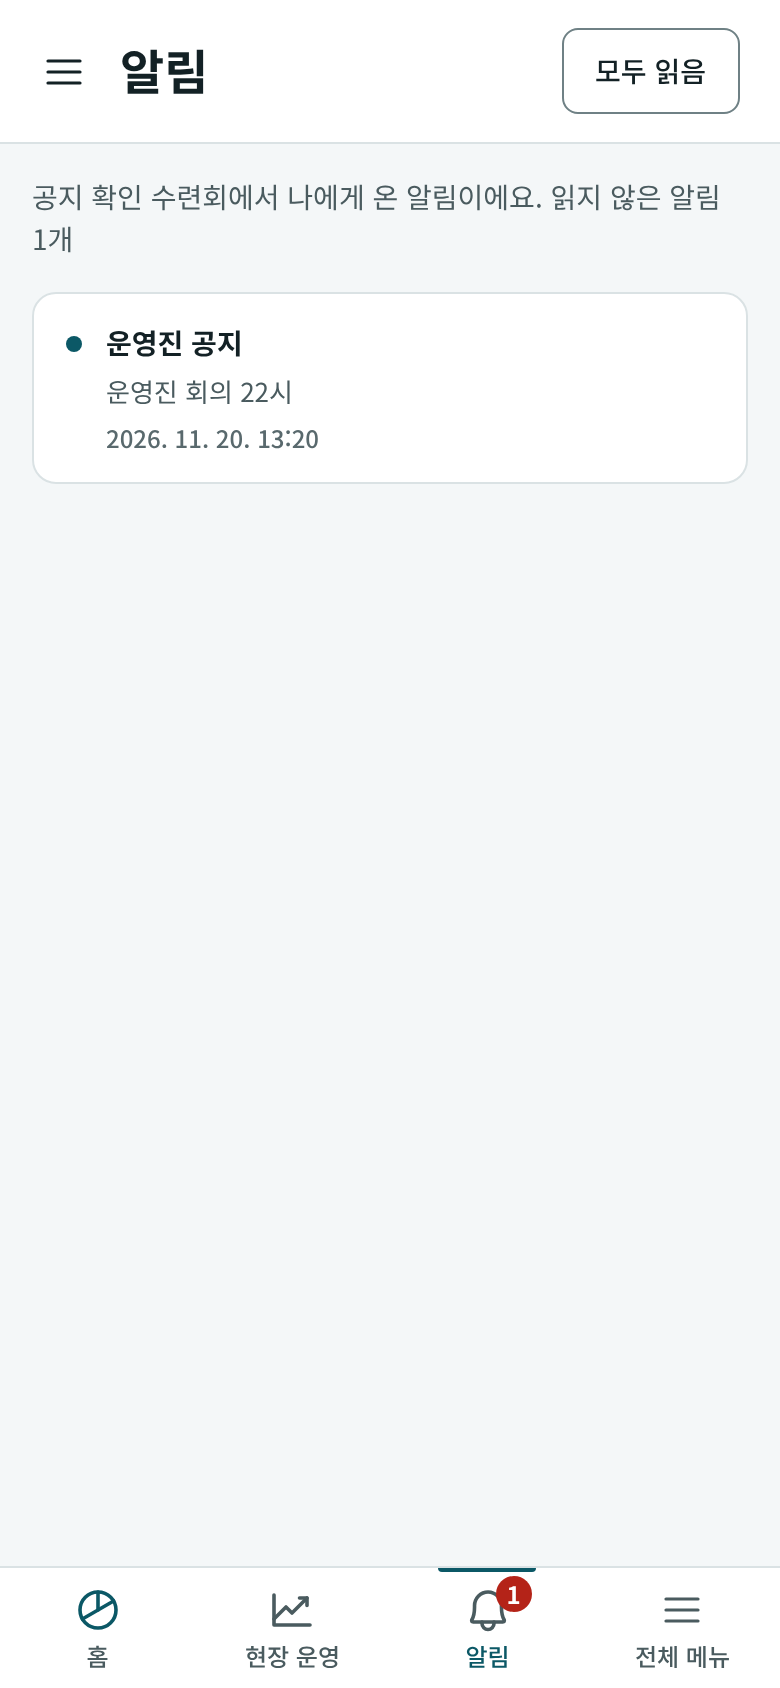 알림
모두 읽음
공지 확인 수련회에서 나에게 온 알림이에요. 읽지 않은 알림
1개
운영진 공지
운영진 회의 22시
2026. 11. 20. 13:20
1
홈
현장 운영
알림
전체 메뉴